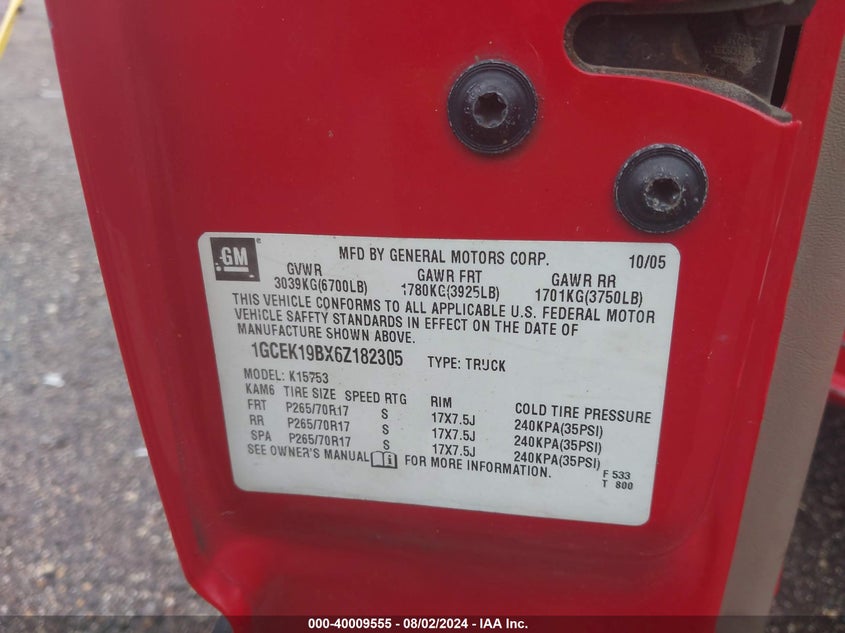 GM
MFD BY GENERAL MOTORS CORP. 10/05
GVWR GAWR FRT GAWR RR
3039KG(6700LB) 1780KG(3925LB) 1701KG(3750LB)
THIS VEHICLE CONFORMS TO ALL APPLICABLE U.S. FEDERAL MOTOR
VEHICLE SAFETY STANDARDS IN EFFECT ON THE DATE OF
MANUFACTURE SHOWN ABOVE.
1GCEK19BX6Z182305 TYPE: TRUCK
MODEL: K15753
KAM6 TIRE SIZE SPEED RTG RIM COLD TIRE PRESSURE
FRT P265/70R17 S 17X7.5J 240KPA(35PSI)
RR P265/70R17 S 17X7.5J 240KPA(35PSI)
SPA P265/70R17 S 17X7.5J 240KPA(35PSI)
SEE OWNER'S MANUAL FOR MORE INFORMATION.
F 533
T 800
000-40009555 - 08/02/2024 - IAA Inc.